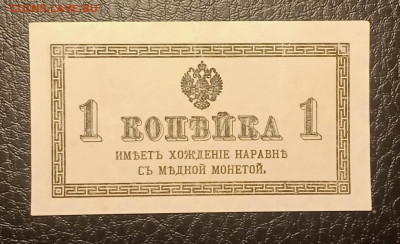 1 КОПѢЙКА 1
ИМѢЕТЪ ХОЖДЕНІЕ НАРАВНѢ
СЪ МѢДНОЙ МОНЕТОЙ.